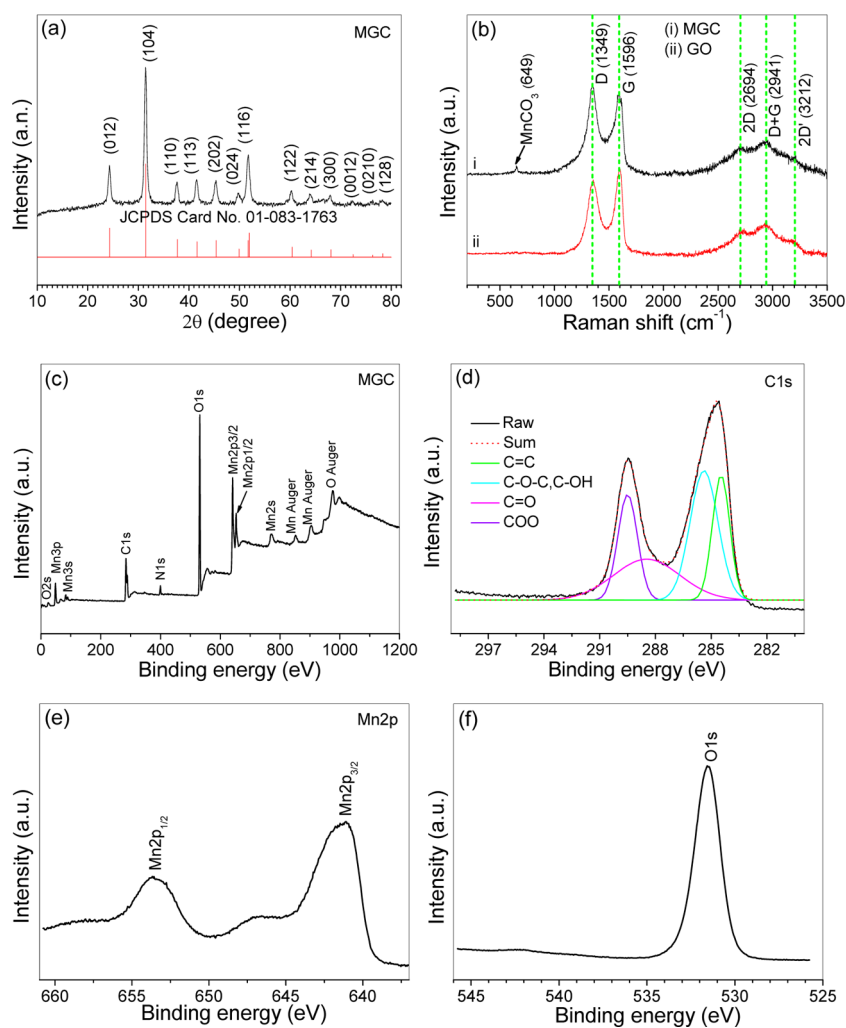 (a)
MGC
(012)
(104)
(110)
(113)
(202)
(024)
(116)
(122)
(214)
(300)
(0012)
(0210)
(128)
JCPDS Card No. 01-083-1763
Intensity (a.n.)
10 20 30 40 50 60 70 80
2θ (degree)
(b)
(i) MGC
(ii) GO
MnCO3 (649)
D (1349)
G (1596)
2D (2694)
D+G (2941)
2D' (3212)
i
ii
Intensity (a.u.)
500 1000 1500 2000 2500 3000 3500
Raman shift (cm-1)
(c)
MGC
O2s
Mn3p
Mn3s
C1s
N1s
O1s
Mn2p3/2
Mn2p1/2
Mn2s
Mn Auger
Mn Auger
O Auger
Intensity (a.u.)
0 200 400 600 800 1000 1200
Binding energy (eV)
(d)
C1s
Raw
Sum
C=C
C-O-C,C-OH
C=O
COO
Intensity (a.u.)
297 294 291 288 285 282
Binding energy (eV)
(e)
Mn2p
Mn2p1/2
Mn2p3/2
Intensity (a.u.)
660 655 650 645 640
Binding energy (eV)
(f)
O1s
Intensity (a.u.)
545 540 535 530 525
Binding energy (eV)